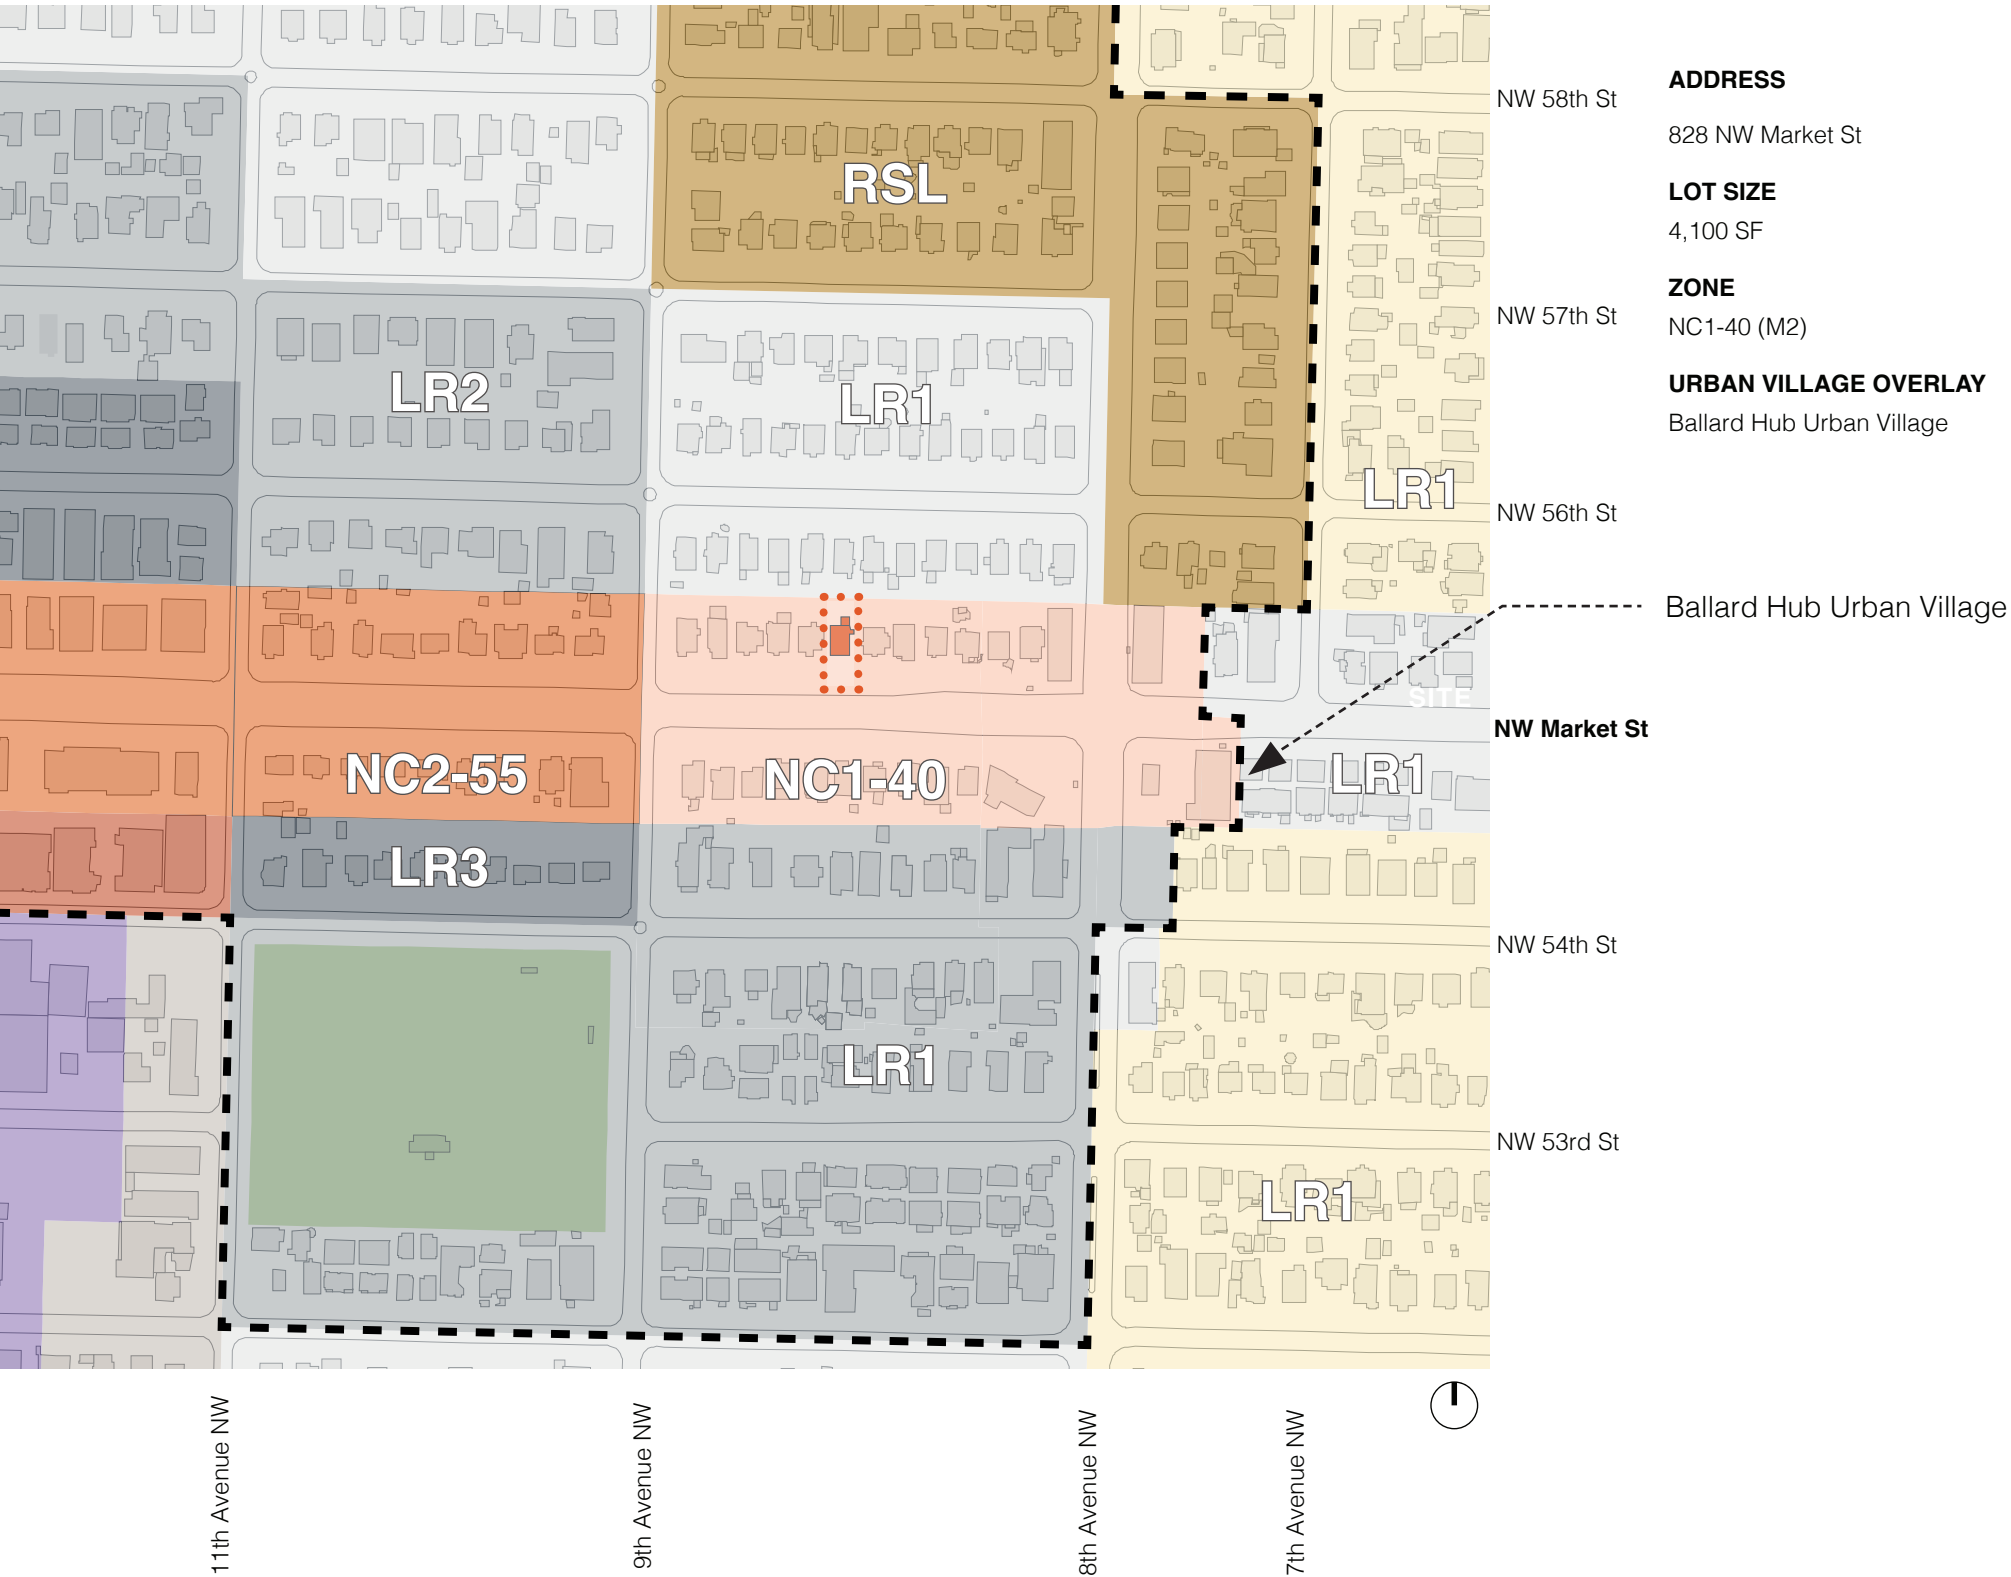 NW 58th St
ADDRESS
828 NW Market St
RSL
LOT SIZE
4,100 SF
ZONE
NC1-40 (M2)
NW 57th St
URBAN VILLAGE OVERLAY
Ballard Hub Urban Village
LR2
LR1
LR1
NW 56th St
Ballard Hub Urban Village
SITE
NW Market St
NC2-55
NC1-40
LR1
LR3
NW 54th St
LR1
NW 53rd St
LR1
11th Avenue NW
9th Avenue NW
8th Avenue NW
7th Avenue NW